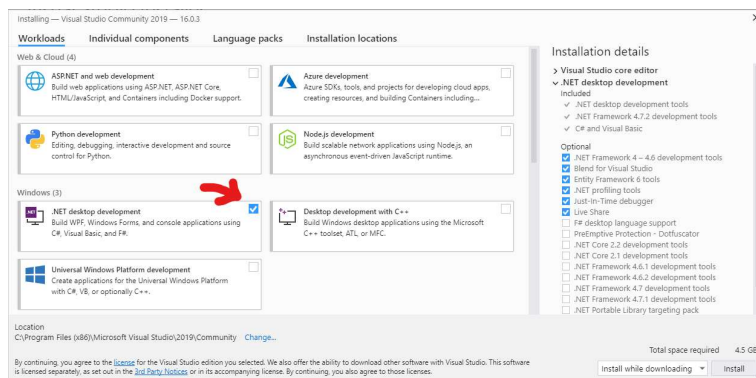 Installing — Visual Studio Community 2019 — 16.0.3
Workloads Individual components Language packs Installation locations
Web & Cloud (4)
ASP.NET and web development
Build web applications using ASP.NET, ASP.NET Core,
HTML/JavaScript, and Containers including Docker support.
Azure development
Azure SDKs, tools, and projects for developing cloud apps,
creating resources, and building Containers including...
Python development
Editing, debugging, interactive development and source
control for Python.
Node.js development
Build scalable network applications using Node.js, an
asynchronous event-driven JavaScript runtime.
Windows (3)
.NET desktop development
Build WPF, Windows Forms, and console applications using
C#, Visual Basic, and F#.
Desktop development with C++
Build Windows desktop applications using the Microsoft
C++ toolset, ATL, or MFC.
Universal Windows Platform development
Create applications for the Universal Windows Platform
with C#, VB, or optionally C++.
Installation details
Visual Studio core editor
.NET desktop development
Included
.NET desktop development tools
.NET Framework 4.7.2 development tools
C# and Visual Basic
Optional
.NET Framework 4 – 4.6 development tools
Blend for Visual Studio
Entity Framework 6 tools
.NET profiling tools
Just-In-Time debugger
Live Share
F# desktop language support
PreEmptive Protection - Dotfuscator
.NET Core 2.2 development tools
.NET Core 2.1 development tools
.NET Framework 4.6.1 development tools
.NET Framework 4.6.2 development tools
.NET Framework 4.7 development tools
.NET Framework 4.7.1 development tools
.NET Portable Library targeting pack
Location
C:\Program Files (x86)\Microsoft Visual Studio\2019\Community Change...
Total space required 4.5 GB
By continuing, you agree to the license for the Visual Studio edition you selected. We also offer the ability to download other software with Visual Studio. This software
is licensed separately, as set out in the 3rd Party Notices or in its accompanying license. By continuing, you also agree to those licenses.
Install while downloading Install